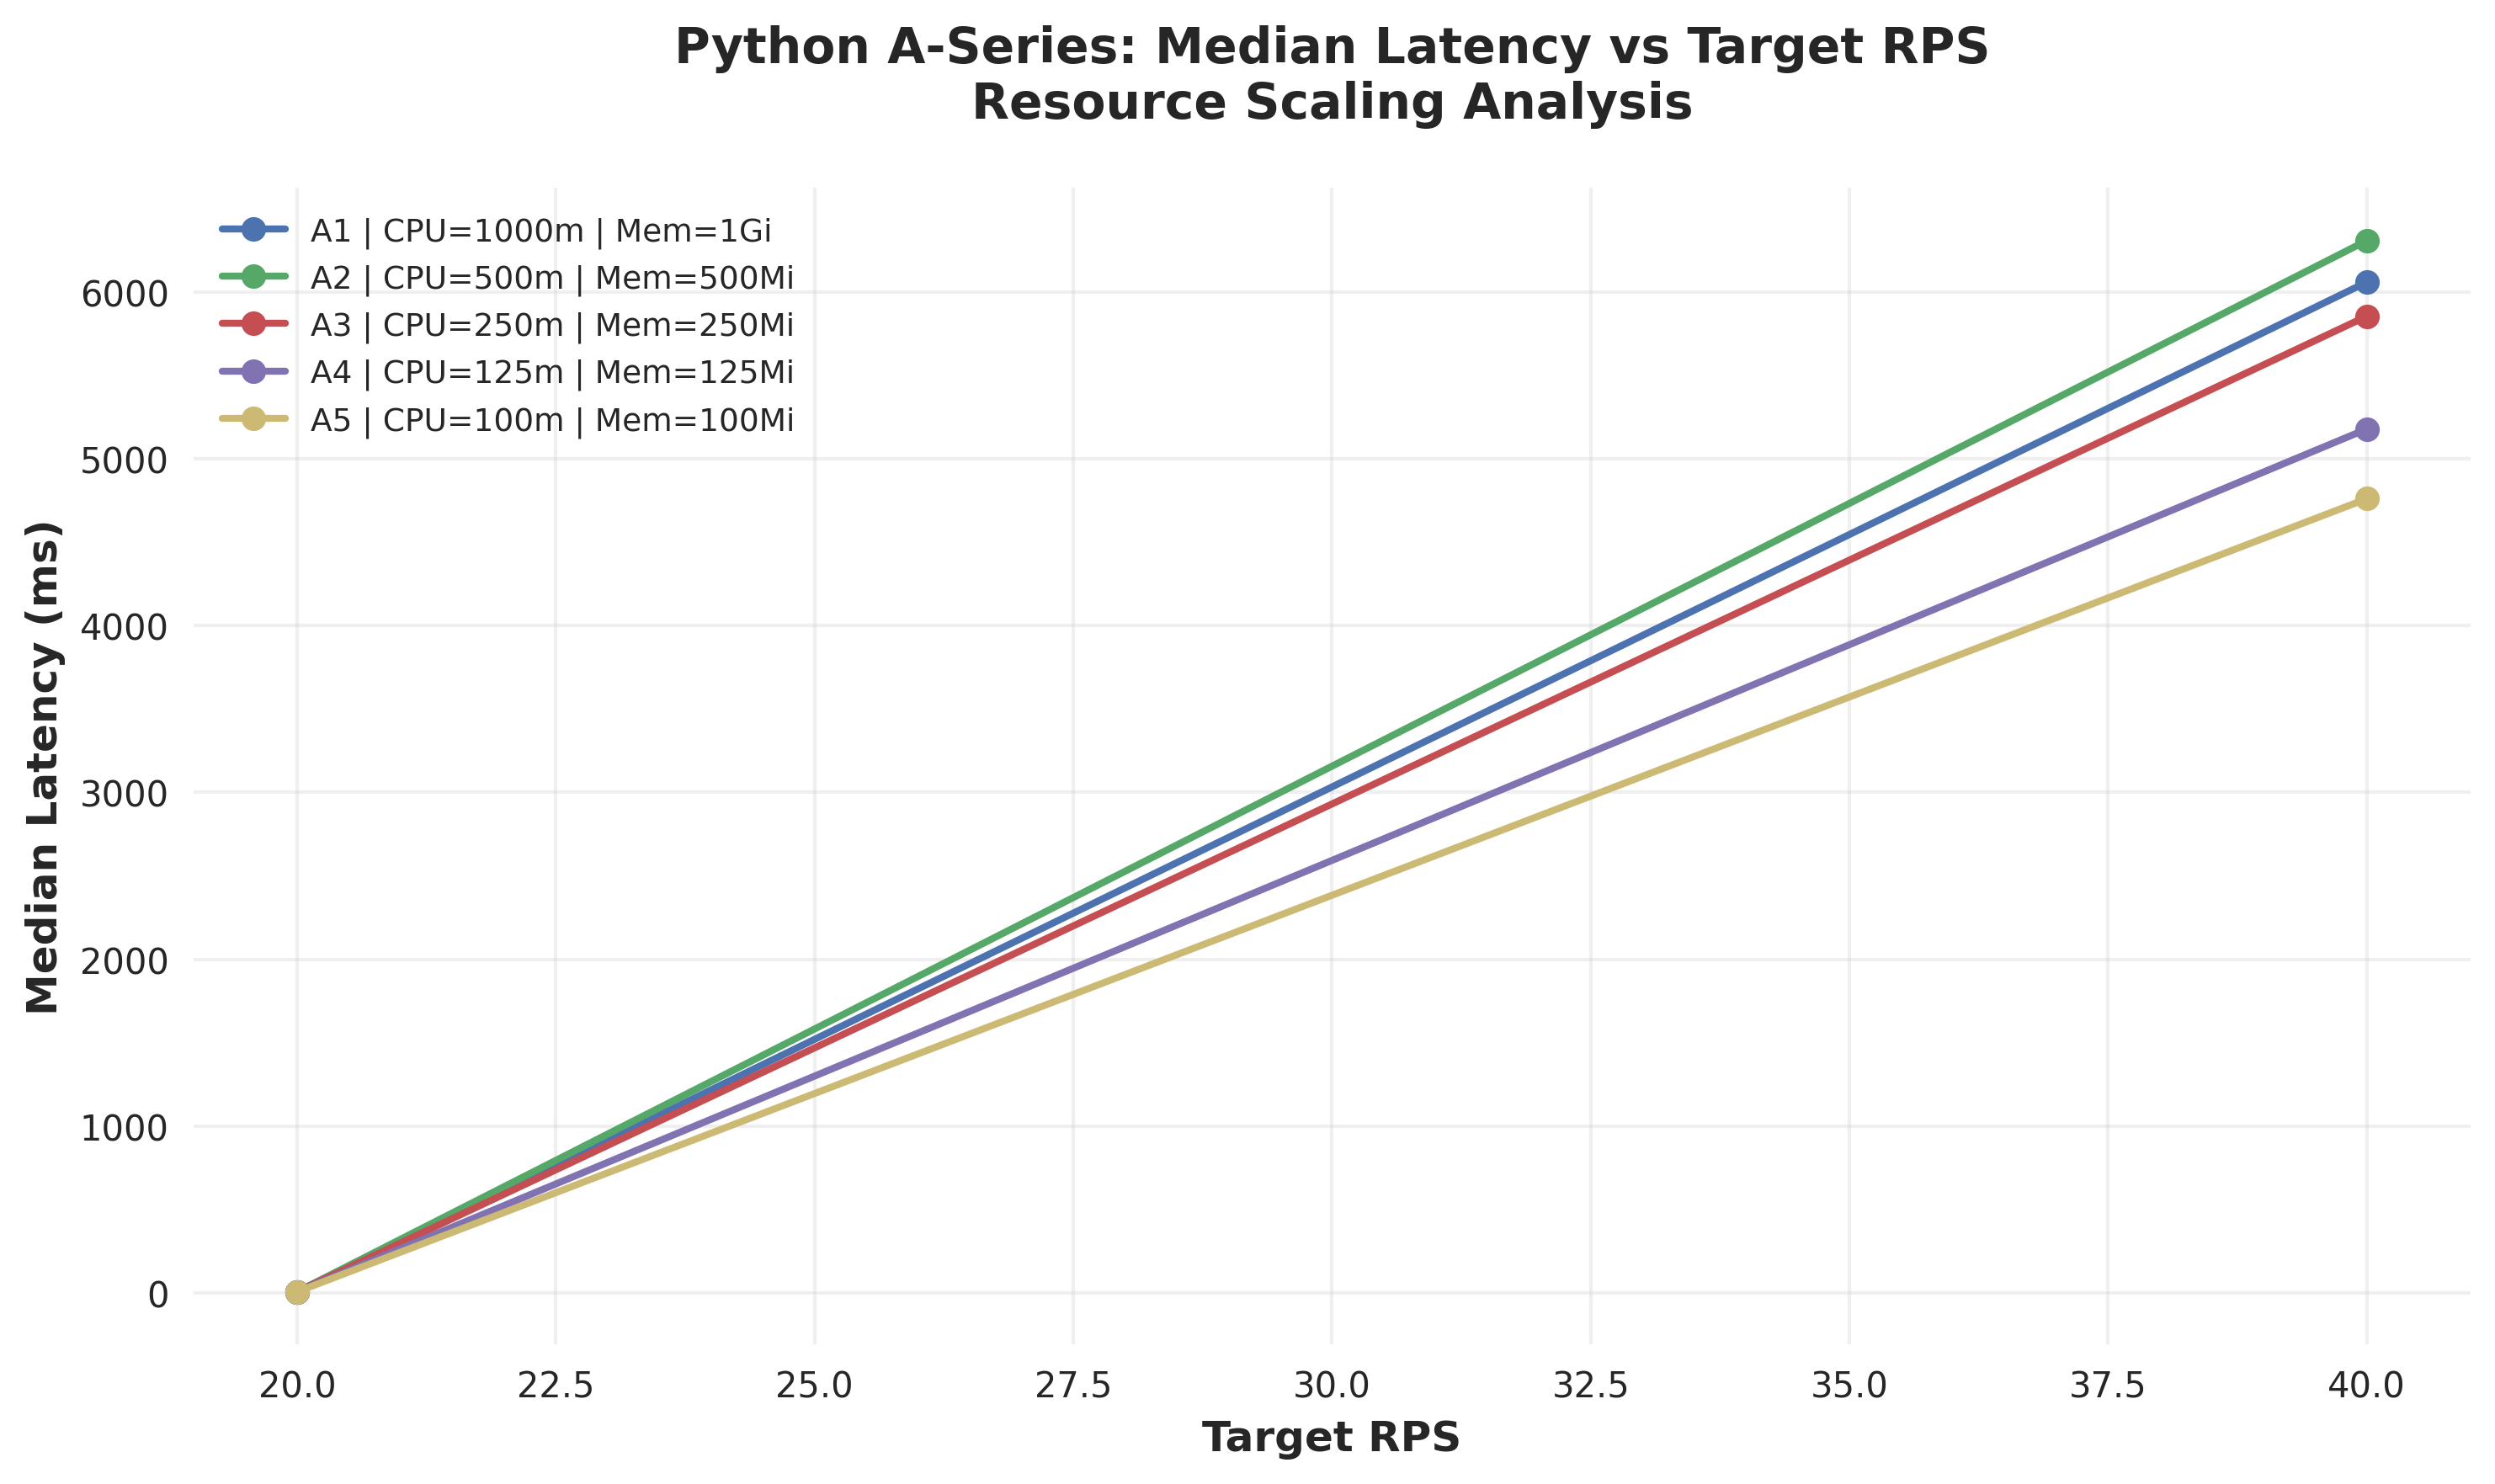 Python A-Series: Median Latency vs Target RPS
Resource Scaling Analysis
A1 | CPU=1000m | Mem=1Gi
A2 | CPU=500m | Mem=500Mi
A3 | CPU=250m | Mem=250Mi
A4 | CPU=125m | Mem=125Mi
A5 | CPU=100m | Mem=100Mi
Median Latency (ms)
6000
5000
4000
3000
2000
1000
0
20.0 22.5 25.0 27.5 30.0 32.5 35.0 37.5 40.0
Target RPS